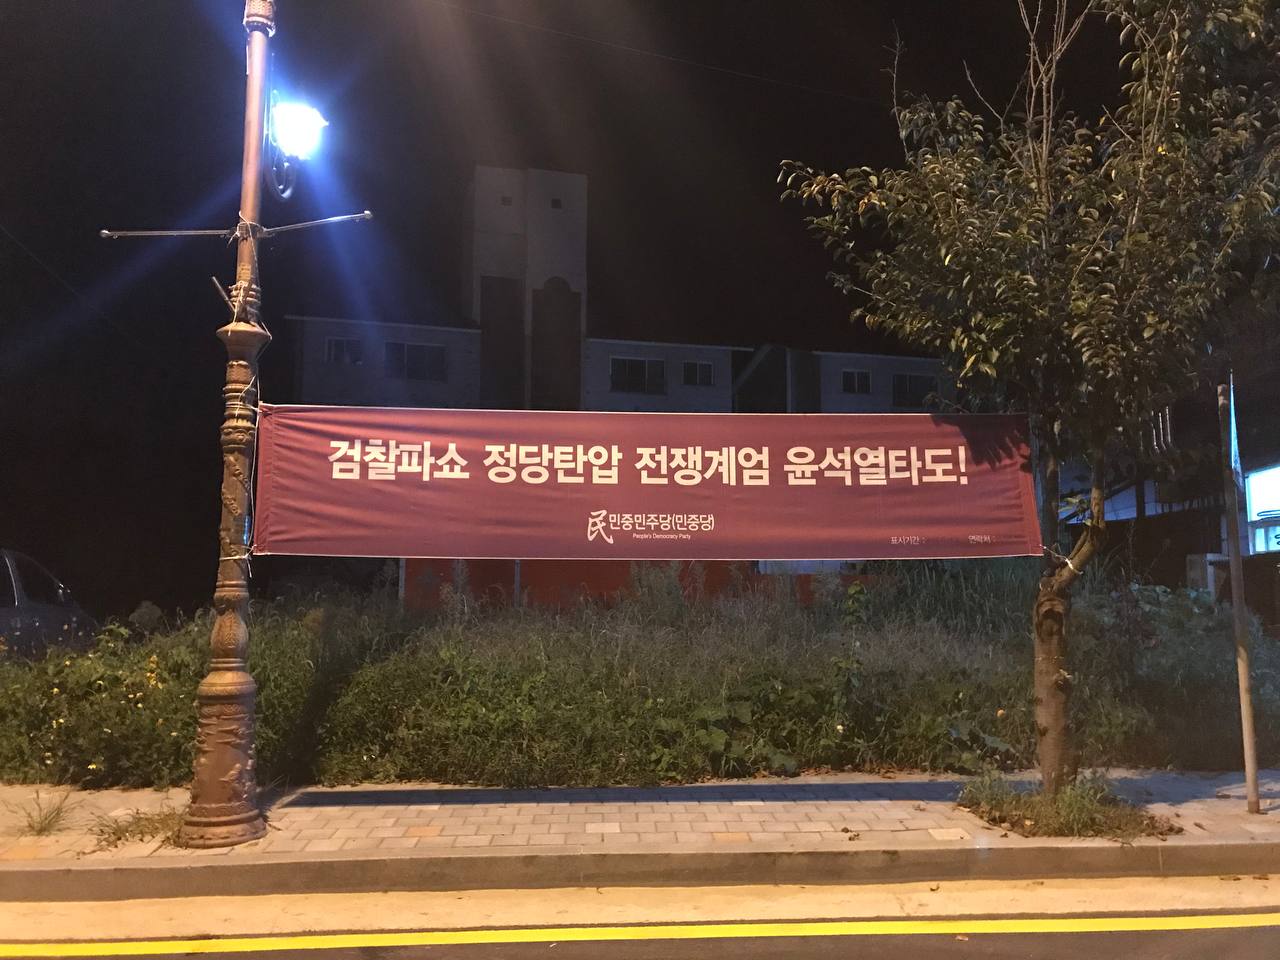 검찰파쇼 정당탄압 전쟁계엄 윤석열타도!
民 민중민주당(민중당)
People's Democracy Party
표시기간 : 연락처 :